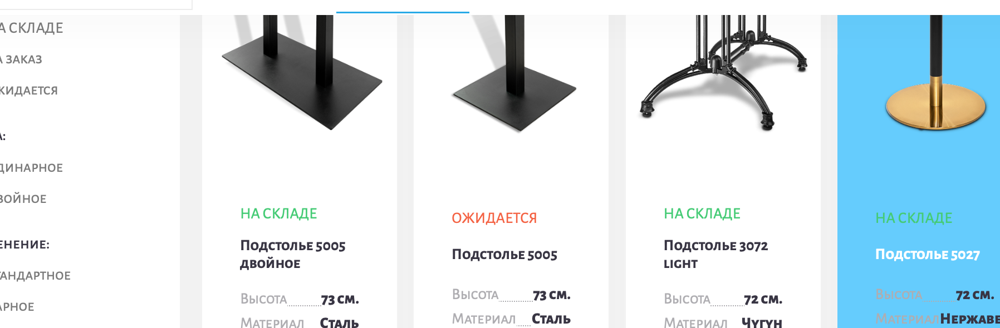 А СКЛАДЕ
А ЗАКАЗ
ЖИДАЕТСЯ
А:
ДИНАРНОЕ
ВОЙНОЕ
ЕНЕНИЕ:
ТАНДАРТНОЕ
АРНОЕ
НА СКЛАДЕ
Подстолье 5005
двойное
Высота 73 см.
Материал Сталь
ОЖИДАЕТСЯ
Подстолье 5005
Высота 73 см.
Материал Сталь
НА СКЛАДЕ
Подстолье 3072
LIGHT
Высота 72 см.
Материал Чугун
НА СКЛАДЕ
Подстолье 5027
Высота 72 см.
Материал Нержаве